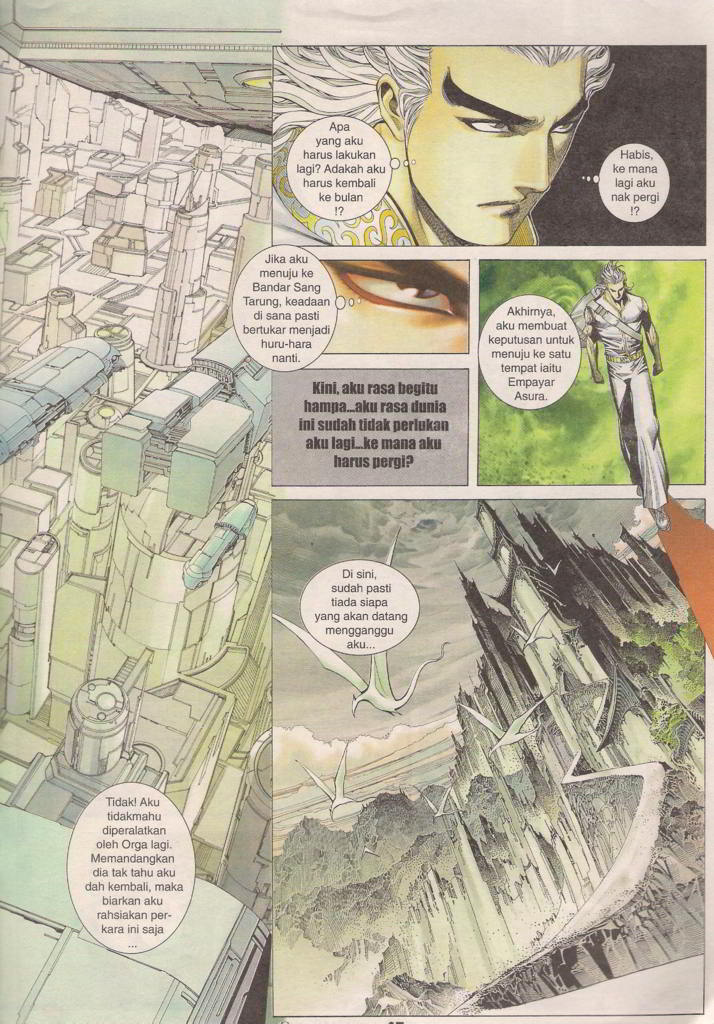 Apa
yang aku
harus lakukan
lagi? Adakah aku
harus kembali
ke bulan
!?
Habis,
ke mana
lagi aku
nak pergi
!?
Jika aku
menuju ke
Bandar Sang
Tarung, keadaan
di sana pasti
bertukar menjadi
huru-hara
nanti.
Akhirnya,
aku membuat
keputusan untuk
menuju ke satu
tempat iaitu
Empayar
Asura.
Kini, aku rasa begitu
hampa...aku rasa dunia
ini sudah tidak perlukan
aku lagi...ke mana aku
harus pergi?
Di sini,
sudah pasti
tiada siapa
yang akan datang
mengganggu
aku...
Tidak! Aku
tidakmahu
diperalatkan
oleh Orga lagi.
Memandangkan
dia tak tahu aku
dah kembali, maka
biarkan aku
rahsiakan per-
kara ini saja
...